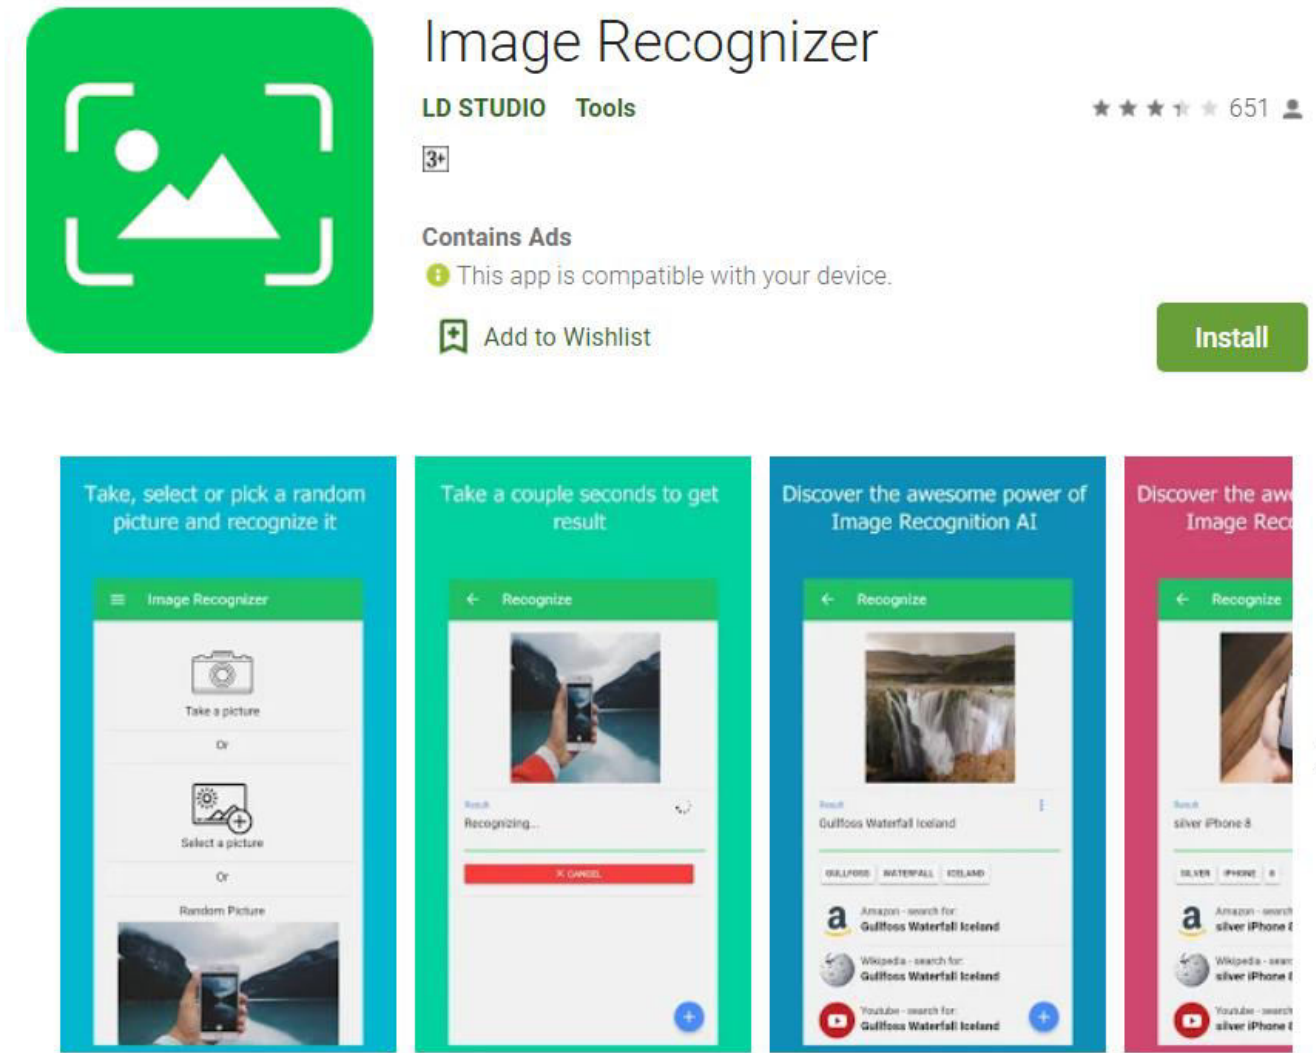 Image Recognizer
LD STUDIO Tools
651
3+
Contains Ads
This app is compatible with your device.
Add to Wishlist
Install
Take, select or pick a random
picture and recognize it
Image Recognizer
Take a picture
Or
Select a picture
Or
Random Picture
Take a couple seconds to get
result
Recognize
Result
Recognizing...
X CANCEL
Discover the awesome power of
Image Recognition AI
Recognize
Result
Gullfoss Waterfall Iceland
GULLFOSS WATERFALL ICELAND
a
Amazon - search for:
Gullfoss Waterfall Iceland
Wikipedia - search for:
Gullfoss Waterfall Iceland
Youtube - search for:
Gullfoss Waterfall Iceland
Discover the aw
Image Rec
Recognize
Result
silver iPhone 8
SILVER IPHONE 8
a
Amazon - search
silver iPhone 8
Wikipedia - sear
silver iPhone 8
Youtube - search
silver iPhone 8